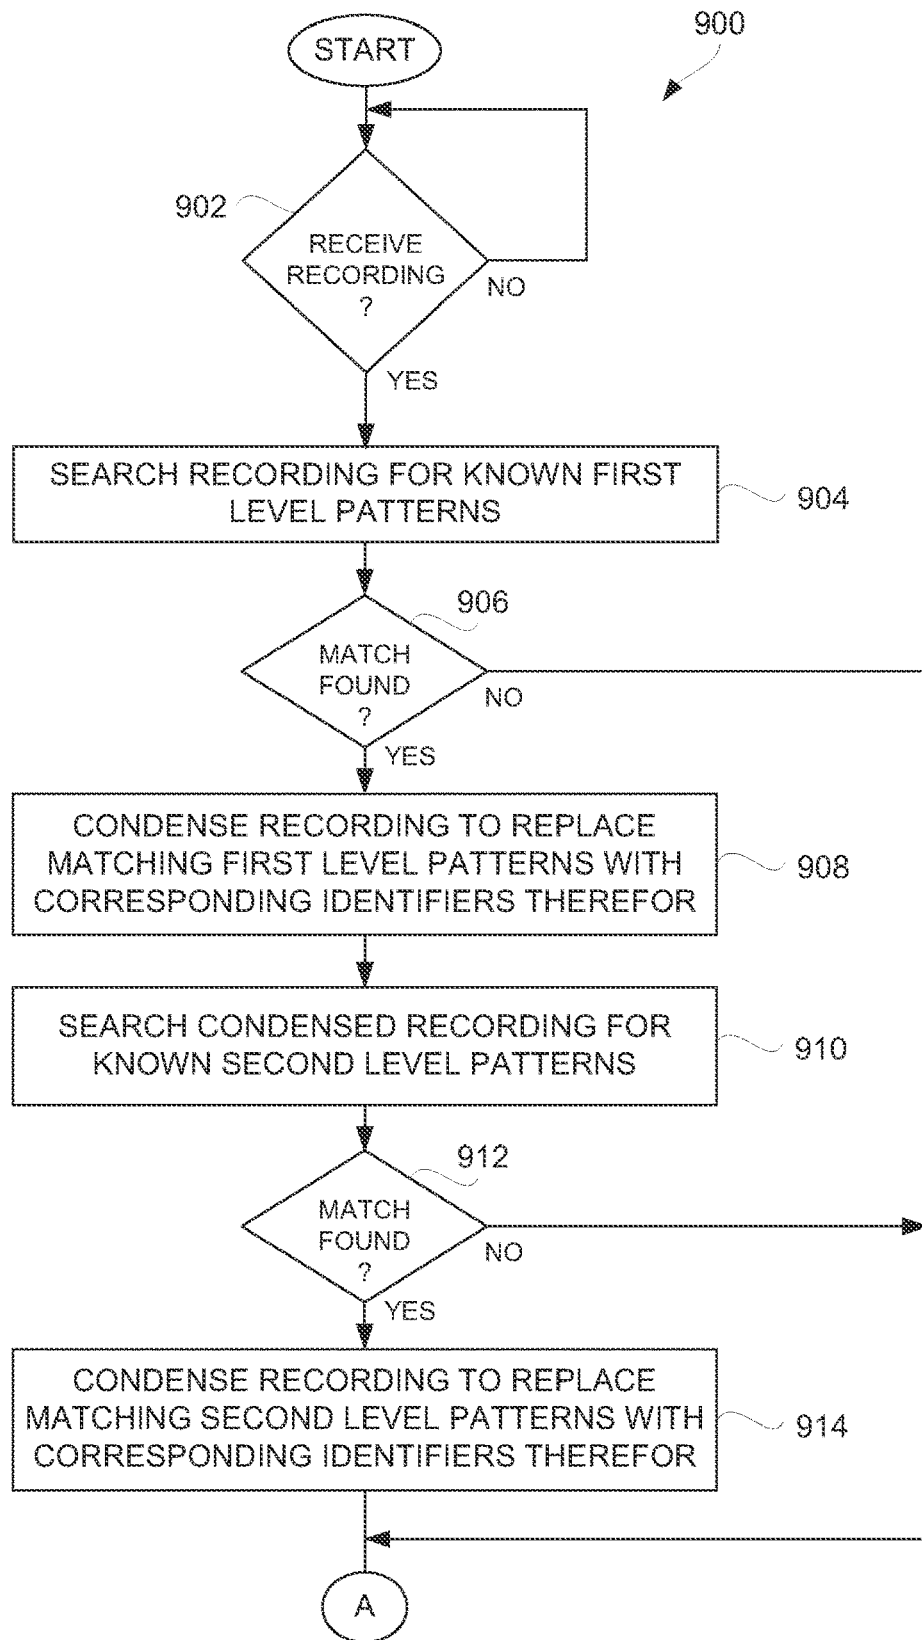 START
900
902
RECEIVE
RECORDING
?
NO
YES
SEARCH RECORDING FOR KNOWN FIRST
LEVEL PATTERNS
904
906
MATCH
FOUND
?
NO
YES
CONDENSE RECORDING TO REPLACE
MATCHING FIRST LEVEL PATTERNS WITH
CORRESPONDING IDENTIFIERS THEREFOR
908
SEARCH CONDENSED RECORDING FOR
KNOWN SECOND LEVEL PATTERNS
910
912
MATCH
FOUND
?
NO
YES
CONDENSE RECORDING TO REPLACE
MATCHING SECOND LEVEL PATTERNS WITH
CORRESPONDING IDENTIFIERS THEREFOR
914
A